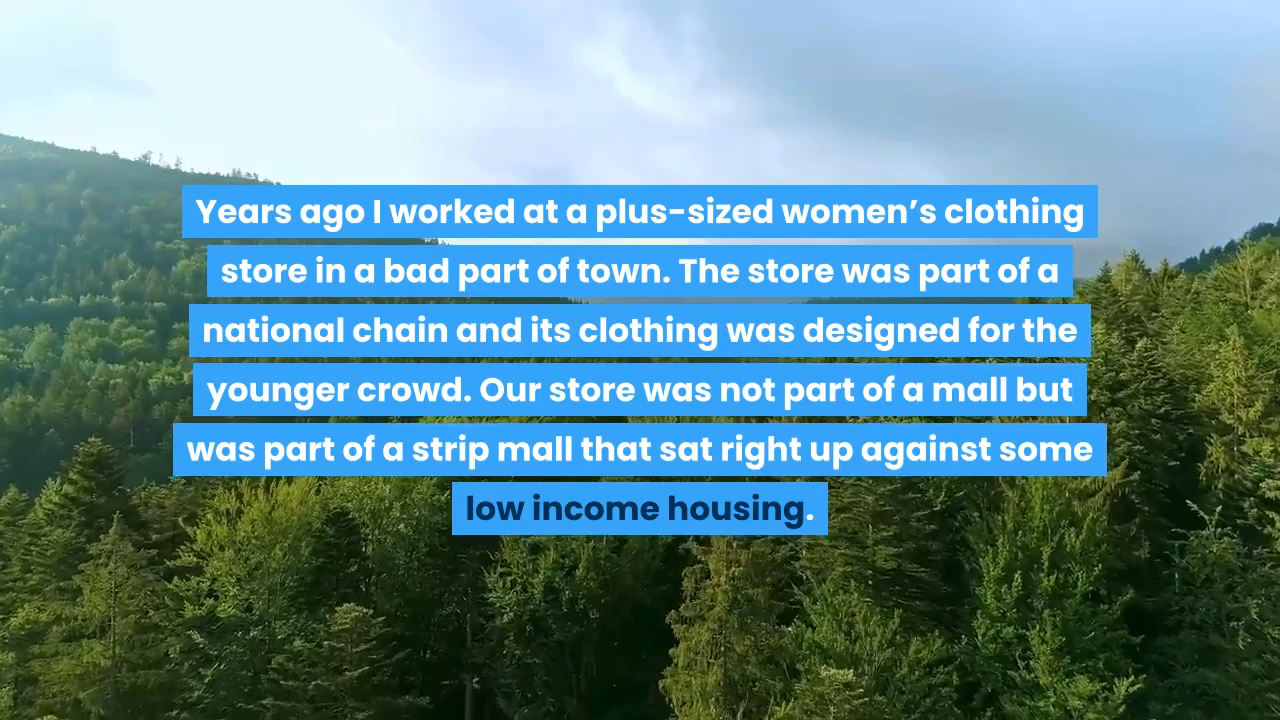 Years ago I worked at a plus-sized women’s clothing
store in a bad part of town. The store was part of a
national chain and its clothing was designed for the
younger crowd. Our store was not part of a mall but
was part of a strip mall that sat right up against some
low income housing.